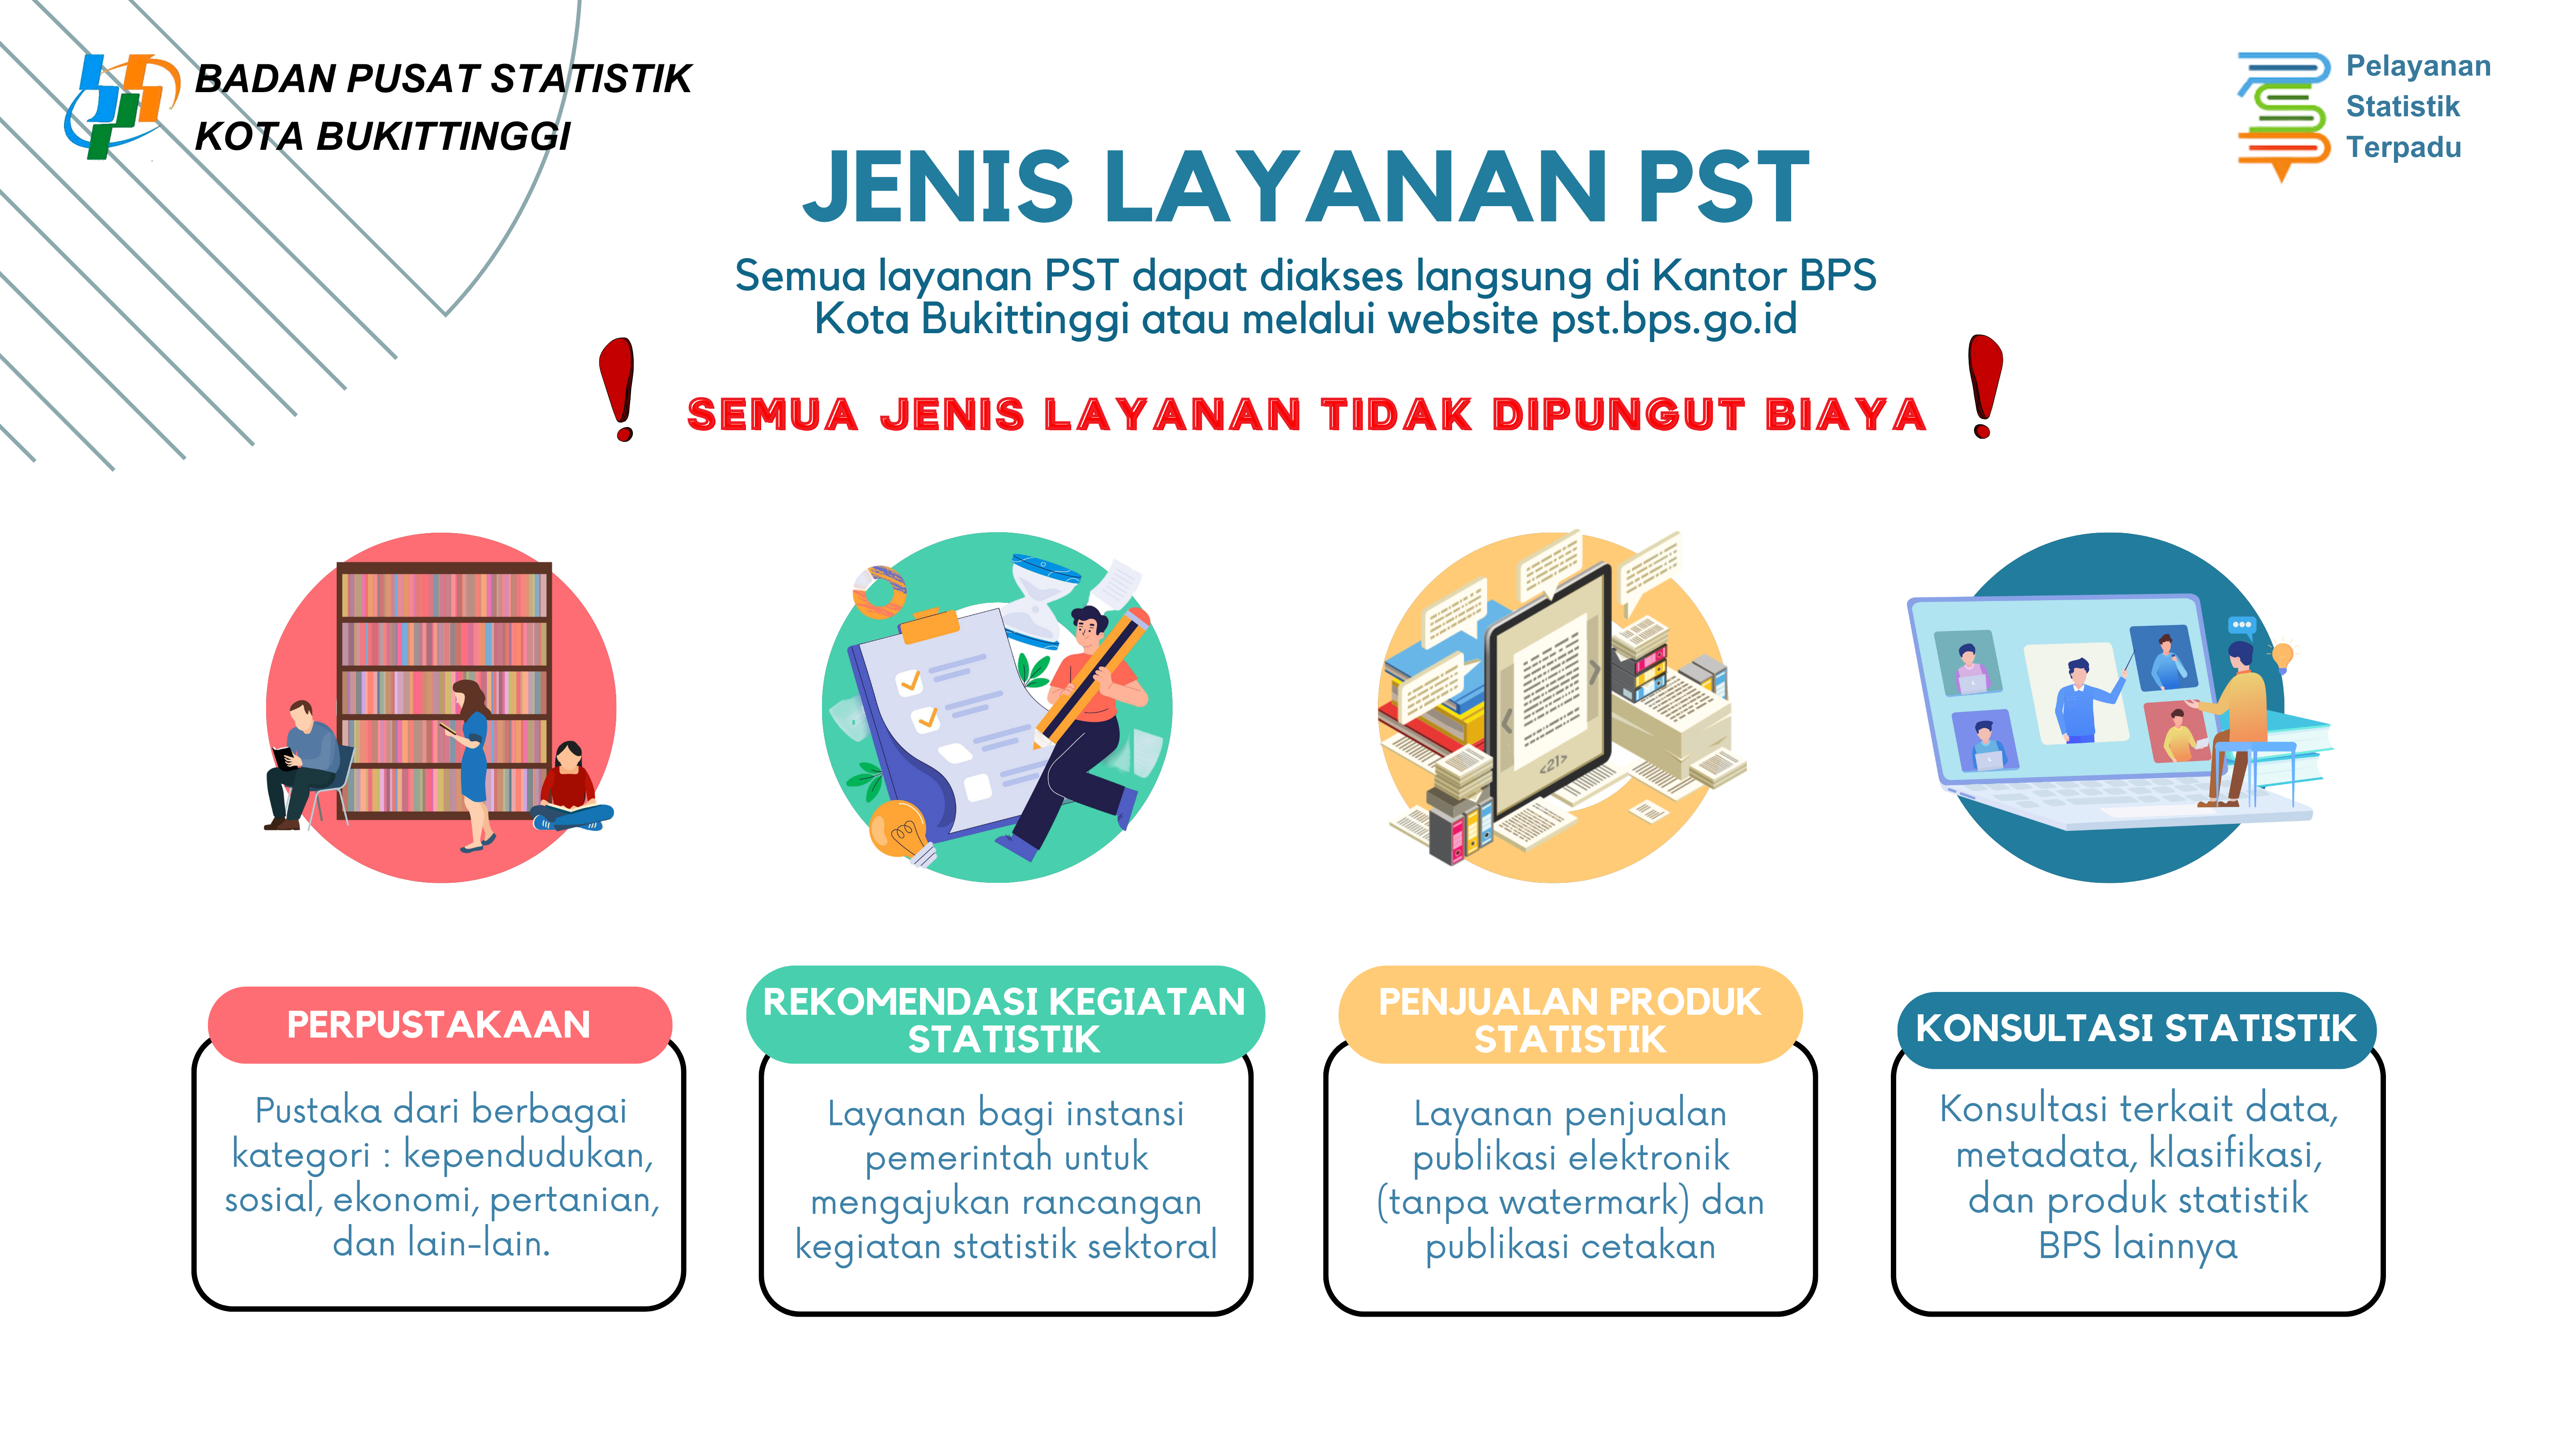 BADAN PUSAT STATISTIK
KOTA BUKITTINGGI
Pelayanan
Statistik
Terpadu
JENIS LAYANAN PST
Semua layanan PST dapat diakses langsung di Kantor BPS
Kota Bukittinggi atau melalui website pst.bps.go.id
! SEMUA JENIS LAYANAN TIDAK DIPUNGUT BIAYA !
<21>
PERPUSTAKAAN
Pustaka dari berbagai
kategori : kependudukan,
sosial, ekonomi, pertanian,
dan lain-lain.
REKOMENDASI KEGIATAN
STATISTIK
Layanan bagi instansi
pemerintah untuk
mengajukan rancangan
kegiatan statistik sektoral
PENJUALAN PRODUK
STATISTIK
Layanan penjualan
publikasi elektronik
(tanpa watermark) dan
publikasi cetakan
KONSULTASI STATISTIK
Konsultasi terkait data,
metadata, klasifikasi,
dan produk statistik
BPS lainnya